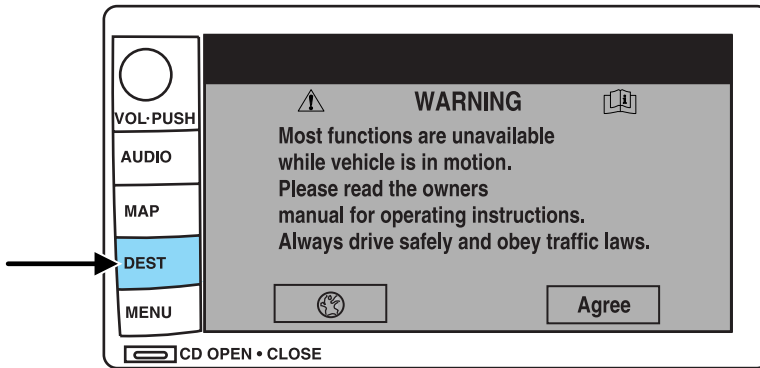 VOL·PUSH
AUDIO
MAP
DEST
MENU
WARNING
Most functions are unavailable
while vehicle is in motion.
Please read the owners
manual for operating instructions.
Always drive safely and obey traffic laws.
Agree
CD OPEN • CLOSE